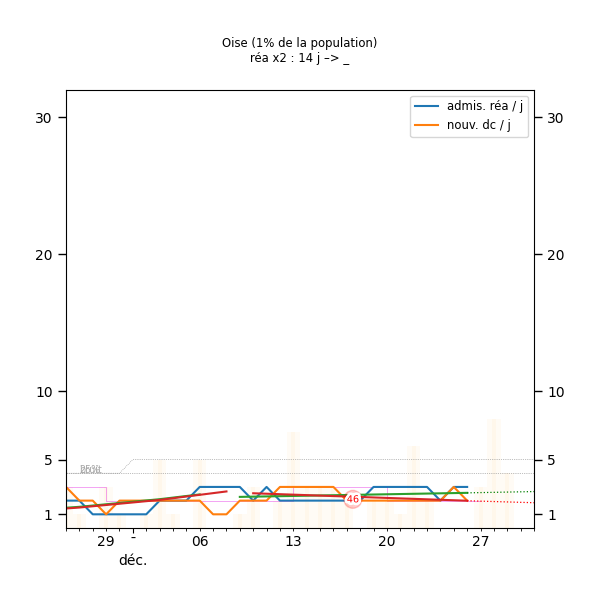 Oise (1% de la population)
réa x2 : 14 j –> _
admis. réa / j
nouv. dc / j
30 30
20 20
10 10
5 5
1 1
46
29 - 06 13 20 27
déc.